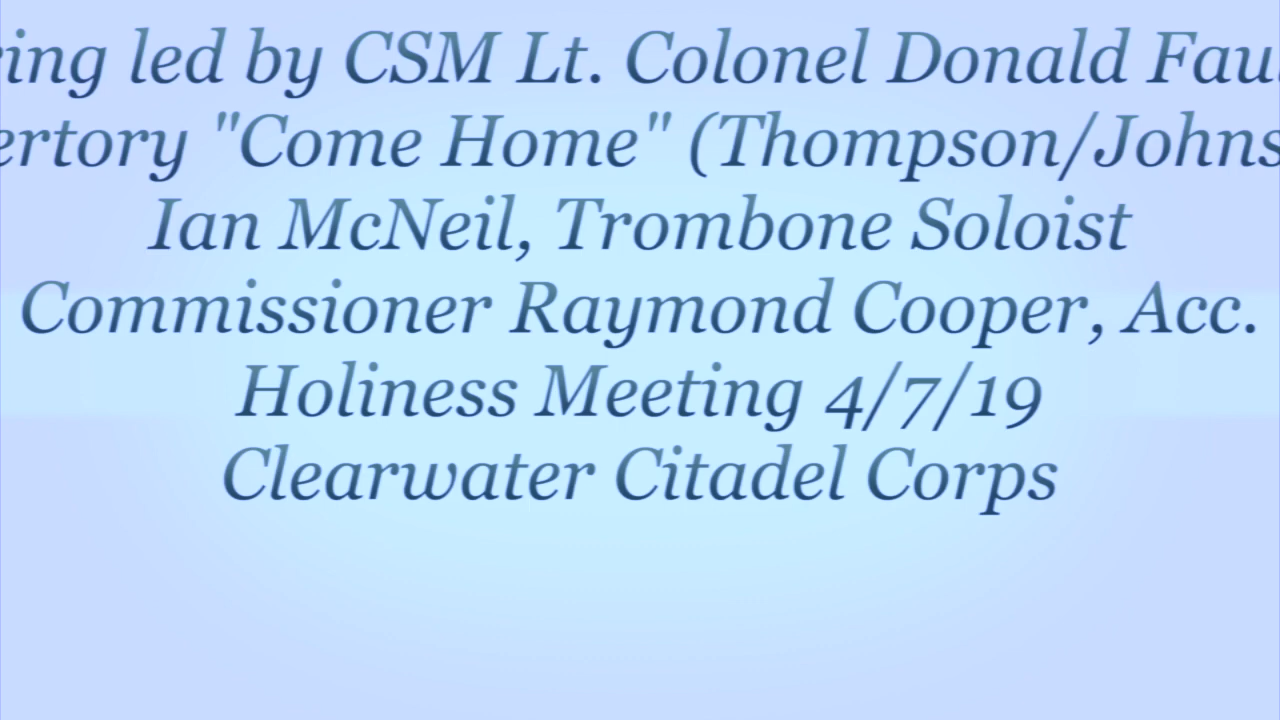 ring led by CSM Lt. Colonel Donald Fau
ertory "Come Home" (Thompson/Johns
Ian McNeil, Trombone Soloist
Commissioner Raymond Cooper, Acc.
Holiness Meeting 4/7/19
Clearwater Citadel Corps